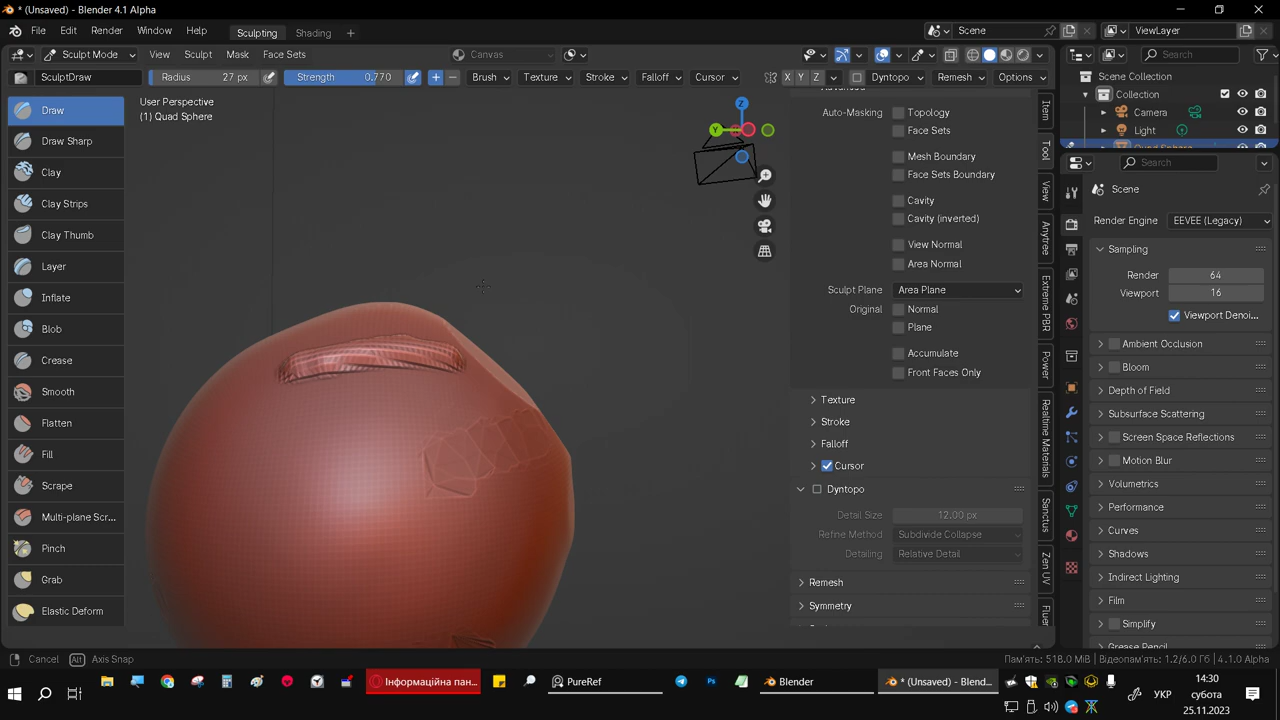 * (Unsaved) - Blender 4.1 Alpha
File Edit Render Window Help Sculpting Shading + Scene ViewLayer
Sculpt Mode View Sculpt Mask Face Sets Canvas Search
SculptDraw Radius 27 px Strength 0.770 + − Brush Texture Stroke Falloff Cursor X Y Z Dyntopo Remesh Options
Scene Collection
Collection
Camera
Light
Quad Sphere
Draw
Draw Sharp
Clay
Clay Strips
Clay Thumb
Layer
Inflate
Blob
Crease
Smooth
Flatten
Fill
Scrape
Multi-plane Scr...
Pinch
Grab
Elastic Deform
User Perspective
(1) Quad Sphere
Z
Y
Advanced
Auto-Masking Topology
Face Sets
Mesh Boundary
Face Sets Boundary
Cavity
Cavity (inverted)
View Normal
Area Normal
Sculpt Plane Area Plane
Original Normal
Plane
Accumulate
Front Faces Only
Texture
Stroke
Falloff
Cursor
Dyntopo
Detail Size 12.00 px
Refine Method Subdivide Collapse
Detailing Relative Detail
Remesh
Symmetry
Item
Tool
View
Anytree
Extreme PBR
Power
Realtime Materials
Sanctus
Zen UV
Fluer
Search
Scene
Render Engine EEVEE (Legacy)
Sampling
Render 64
Viewport 16
Viewport Denoi...
Ambient Occlusion
Bloom
Depth of Field
Subsurface Scattering
Screen Space Reflections
Motion Blur
Volumetrics
Performance
Curves
Shadows
Indirect Lighting
Film
Simplify
Grease Pencil
Cancel Alt Axis Snap
Пам'ять: 518.0 MiB | Відеопам'ять: 1.2/6.0 Гб | 4.1.0 Alpha
Інформаційна пан... PureRef Ps Blender * (Unsaved) - Blend...
УКР
14:30
субота
25.11.2023